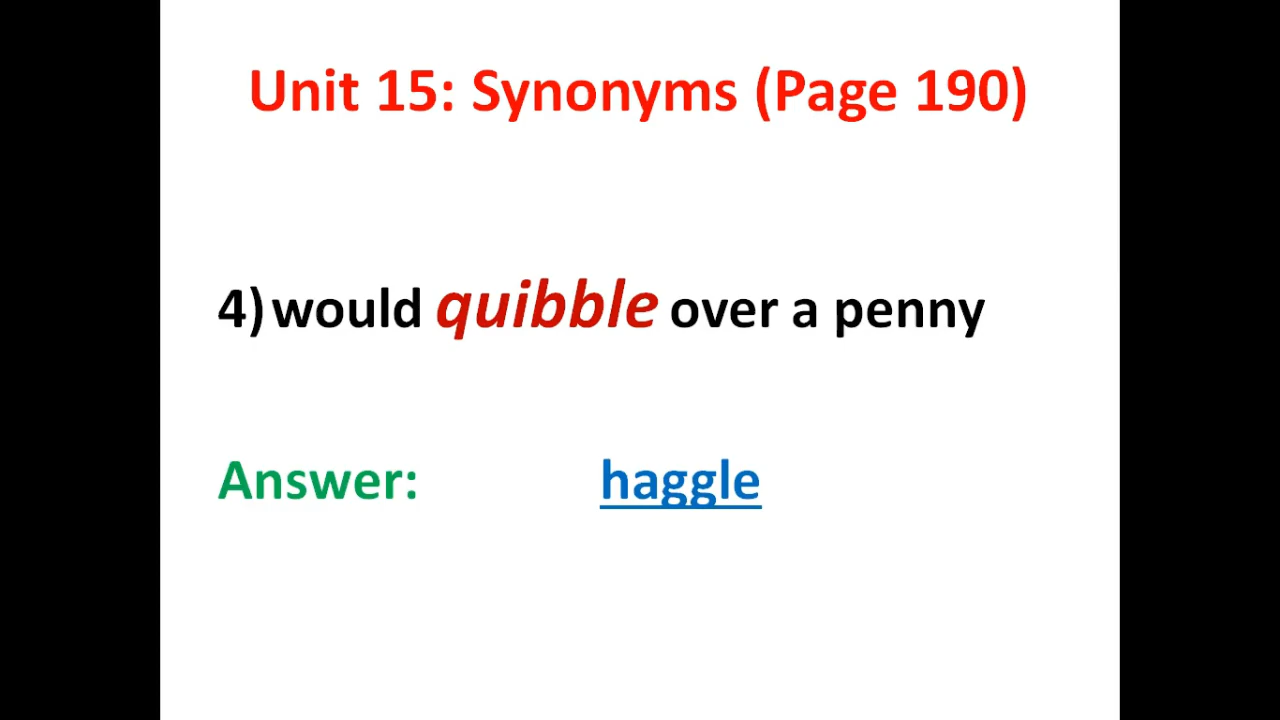 Unit 15: Synonyms (Page 190)
4) would quibble over a penny
Answer: haggle